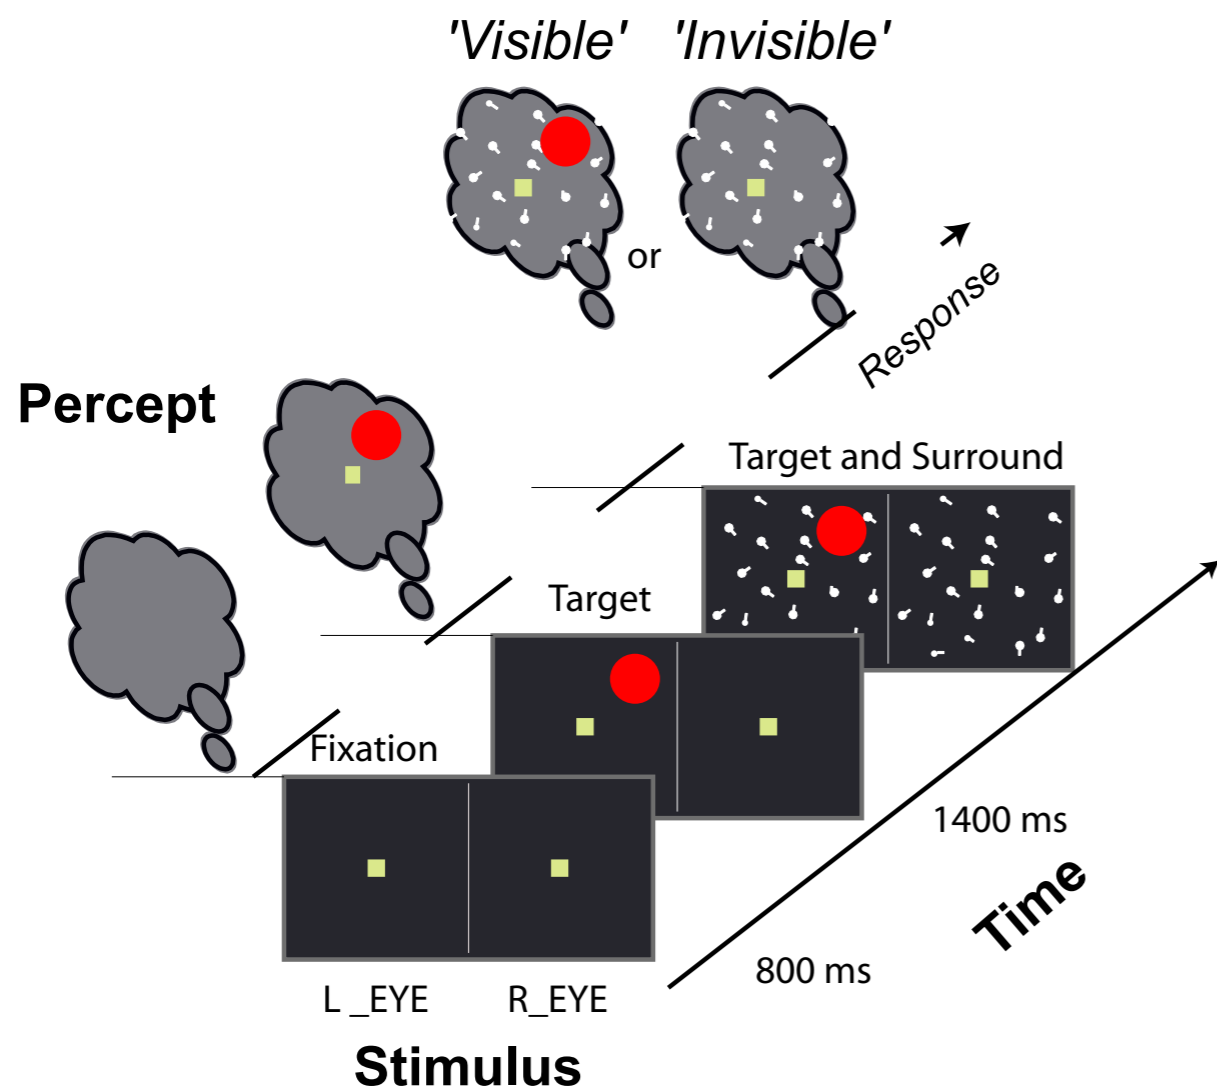 'Visible' 'Invisible'
or
Response
Percept
Target and Surround
Target
Fixation
1400 ms
Time
800 ms
L _EYE R_EYE
Stimulus